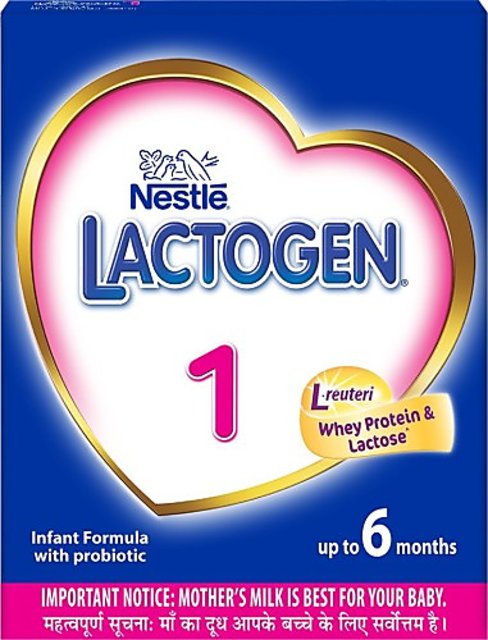 Nestlé
LACTOGEN
1
L-reuteri
Whey Protein &
Lactose^
Infant Formula
with probiotic
up to 6 months
IMPORTANT NOTICE: MOTHER'S MILK IS BEST FOR YOUR BABY.
महत्वपूर्ण सूचना: माँ का दूध आपके बच्चे के लिए सर्वोत्तम है।